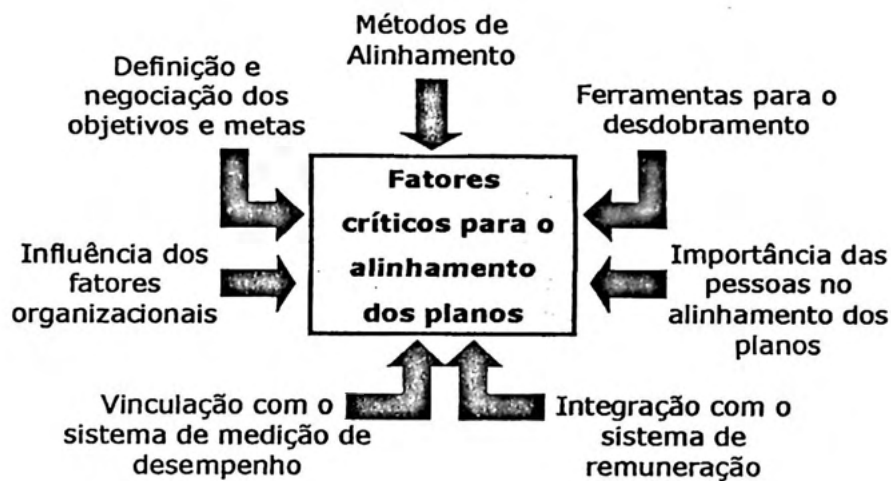 Métodos de
Alinhamento
Definição e
negociação dos
objetivos e metas
Ferramentas para o
desdobramento
Fatores
críticos para o
alinhamento
dos planos
Influência dos
fatores
organizacionais
Importância das
pessoas no
alinhamento dos
planos
Vinculação com o
sistema de medição de
desempenho
Integração com o
sistema de
remuneração